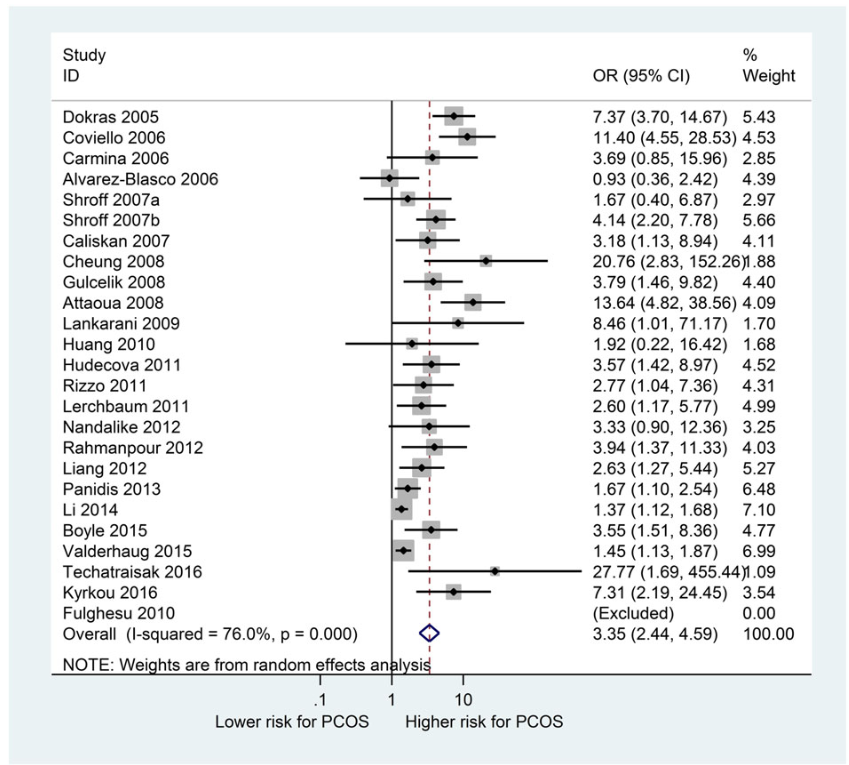 Study % 
ID OR (95% CI) Weight
Dokras 2005 7.37 (3.70, 14.67) 5.43
Coviello 2006 11.40 (4.55, 28.53) 4.53
Carmina 2006 3.69 (0.85, 15.96) 2.85
Alvarez-Blasco 2006 0.93 (0.36, 2.42) 4.39
Shroff 2007a 1.67 (0.40, 6.87) 2.97
Shroff 2007b 4.14 (2.20, 7.78) 5.66
Caliskan 2007 3.18 (1.13, 8.94) 4.11
Cheung 2008 20.76 (2.83, 152.26) 1.88
Gulcelik 2008 3.79 (1.46, 9.82) 4.40
Attaoua 2008 13.64 (4.82, 38.56) 4.09
Lankarani 2009 8.46 (1.01, 71.17) 1.70
Huang 2010 1.92 (0.22, 16.42) 1.68
Hudecova 2011 3.57 (1.42, 8.97) 4.52
Rizzo 2011 2.77 (1.04, 7.36) 4.31
Lerchbaum 2011 2.60 (1.17, 5.77) 4.99
Nandalike 2012 3.33 (0.90, 12.36) 3.25
Rahmanpour 2012 3.94 (1.37, 11.33) 4.03
Liang 2012 2.63 (1.27, 5.44) 5.27
Panidis 2013 1.67 (1.10, 2.54) 6.48
Li 2014 1.37 (1.12, 1.68) 7.10
Boyle 2015 3.55 (1.51, 8.36) 4.77
Valderhaug 2015 1.45 (1.13, 1.87) 6.99
Techatraisak 2016 27.77 (1.69, 455.44) 1.09
Kyrkou 2016 7.31 (2.19, 24.45) 3.54
Fulghesu 2010 (Excluded) 0.00
Overall (I-squared = 76.0%, p = 0.000) 3.35 (2.44, 4.59) 100.00
NOTE: Weights are from random effects analysis
.1 1 10
Lower risk for PCOS Higher risk for PCOS